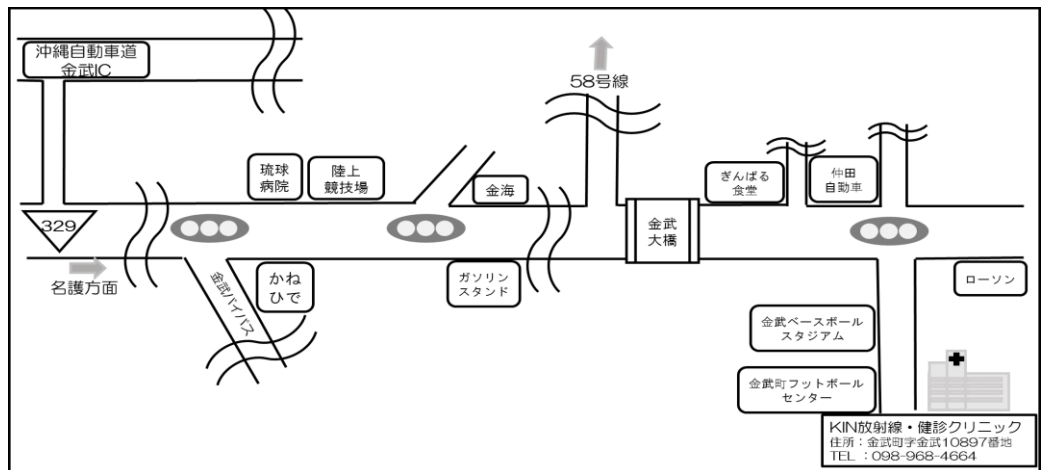 沖縄自動車道
金武IC
58号線
琉球
病院
陸上
競技場
金海
ぎんばる
食堂
仲田
自動車
329
金武
大橋
名護方面
金武バイパス
かね
ひで
ガソリン
スタンド
ローソン
金武ベースボール
スタジアム
金武町フットボール
センター
KIN放射線・健診クリニック
住所：金武町字金武10897番地
TEL：098-968-4664